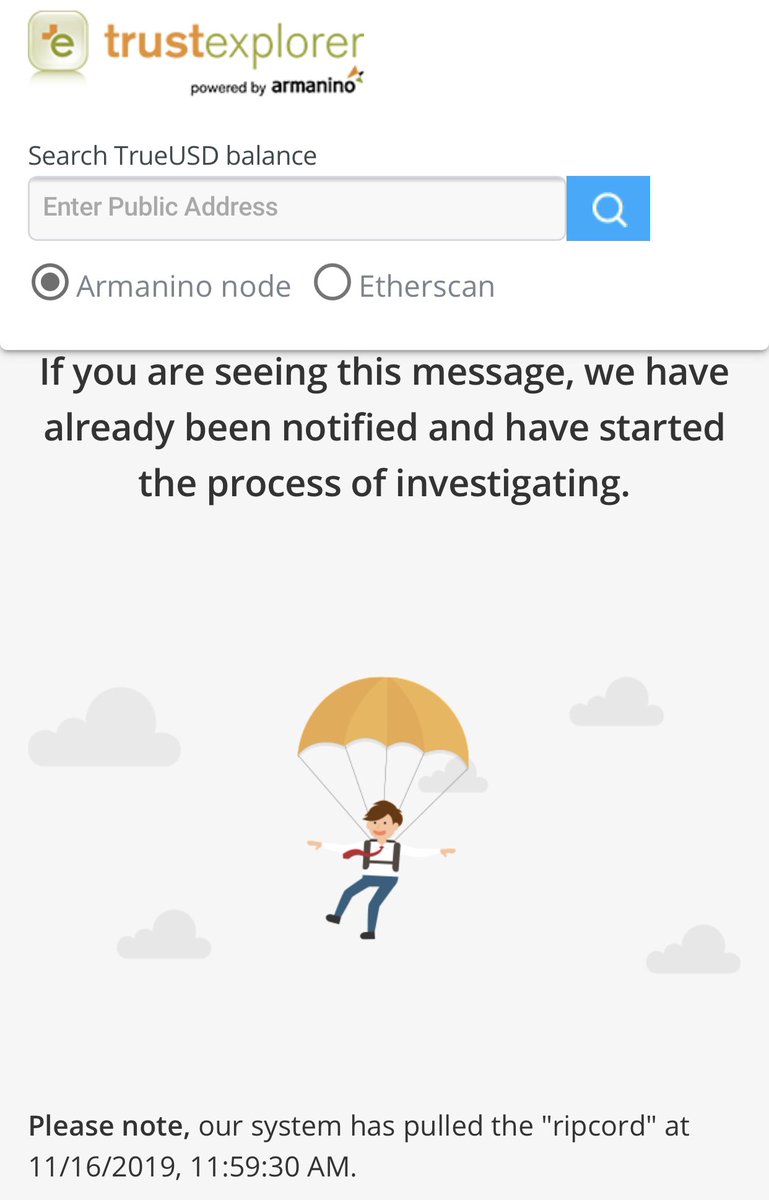 trustexplorer
powered by armanino
Search TrueUSD balance
Enter Public Address
Armanino node Etherscan
If you are seeing this message, we have
already been notified and have started
the process of investigating.
Please note, our system has pulled the "ripcord" at
11/16/2019, 11:59:30 AM.